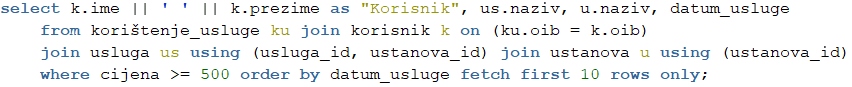 select k.ime || ' ' || k.prezime as "Korisnik", us.naziv, u.naziv, datum_usluge
from korištenje_usluge ku join korisnik k on (ku.oib = k.oib)
join usluga us using (usluga_id, ustanova_id) join ustanova u using (ustanova_id)
where cijena >= 500 order by datum_usluge fetch first 10 rows only;